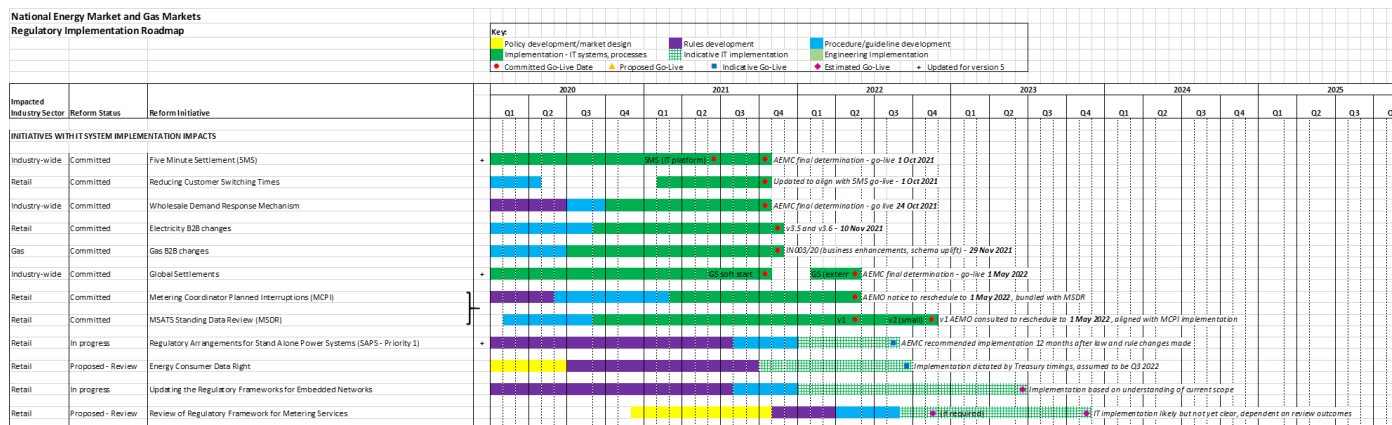 National Energy Market and Gas Markets
Regulatory Implementation Roadmap
Key:
Policy development/market design Rules development Procedure/guideline development
Implementation - IT systems, processes Indicative IT implementation Engineering Implementation
Committed Go-Live Date Proposed Go-Live Indicative Go-Live Estimated Go-Live + Updated for version 5
2020 2021 2022 2023 2024 2025
Impacted
Industry Sector Reform Status Reform Initiative Q1 Q2 Q3 Q4 Q1 Q2 Q3 Q4 Q1 Q2 Q3 Q4 Q1 Q2 Q3 Q4 Q1 Q2 Q3 Q4 Q1 Q2 Q3
INITIATIVES WITH IT SYSTEM IMPLEMENTATION IMPACTS
Industry-wide Committed Five Minute Settlement (5MS) + 5MS (IT platform) AEMC final determination - go-live 1 Oct 2021
Retail Committed Reducing Customer Switching Times Updated to align with 5MS go-live - 1 Oct 2021
Industry-wide Committed Wholesale Demand Response Mechanism AEMC final determination - go live 24 Oct 2021
Retail Committed Electricity B2B changes v3.5 and v3.6 - 10 Nov 2021
Gas Committed Gas B2B changes IN003/20 (business enhancements, schema uplift) - 29 Nov 2021
Industry-wide Committed Global Settlements + GS soft start GS (extern AEMC final determination - go-live 1 May 2022
Retail Committed Metering Coordinator Planned Interruptions (MCPI) AEMO notice to reschedule to 1 May 2022, bundled with MSDR
Retail Committed MSATS Standing Data Review (MSDR) v1 v2 (small) v1 AEMO consulted to reschedule to 1 May 2022, aligned with MCPI implementation
Retail In progress Regulatory Arrangements for Stand Alone Power Systems (SAPS - Priority 1) + AEMC recommended implementation 12 months after low and rule changes made
Retail Proposed - Review Energy Consumer Data Right Implementation dictated by Treasury timings, assumed to be Q3 2022
Retail In progress Updating the Regulatory Frameworks for Embedded Networks Implementation based on understanding of current scope
Retail Proposed - Review Review of Regulatory Framework for Metering Services (if required) IT implementation likely but not yet clear, dependent on review outcomes